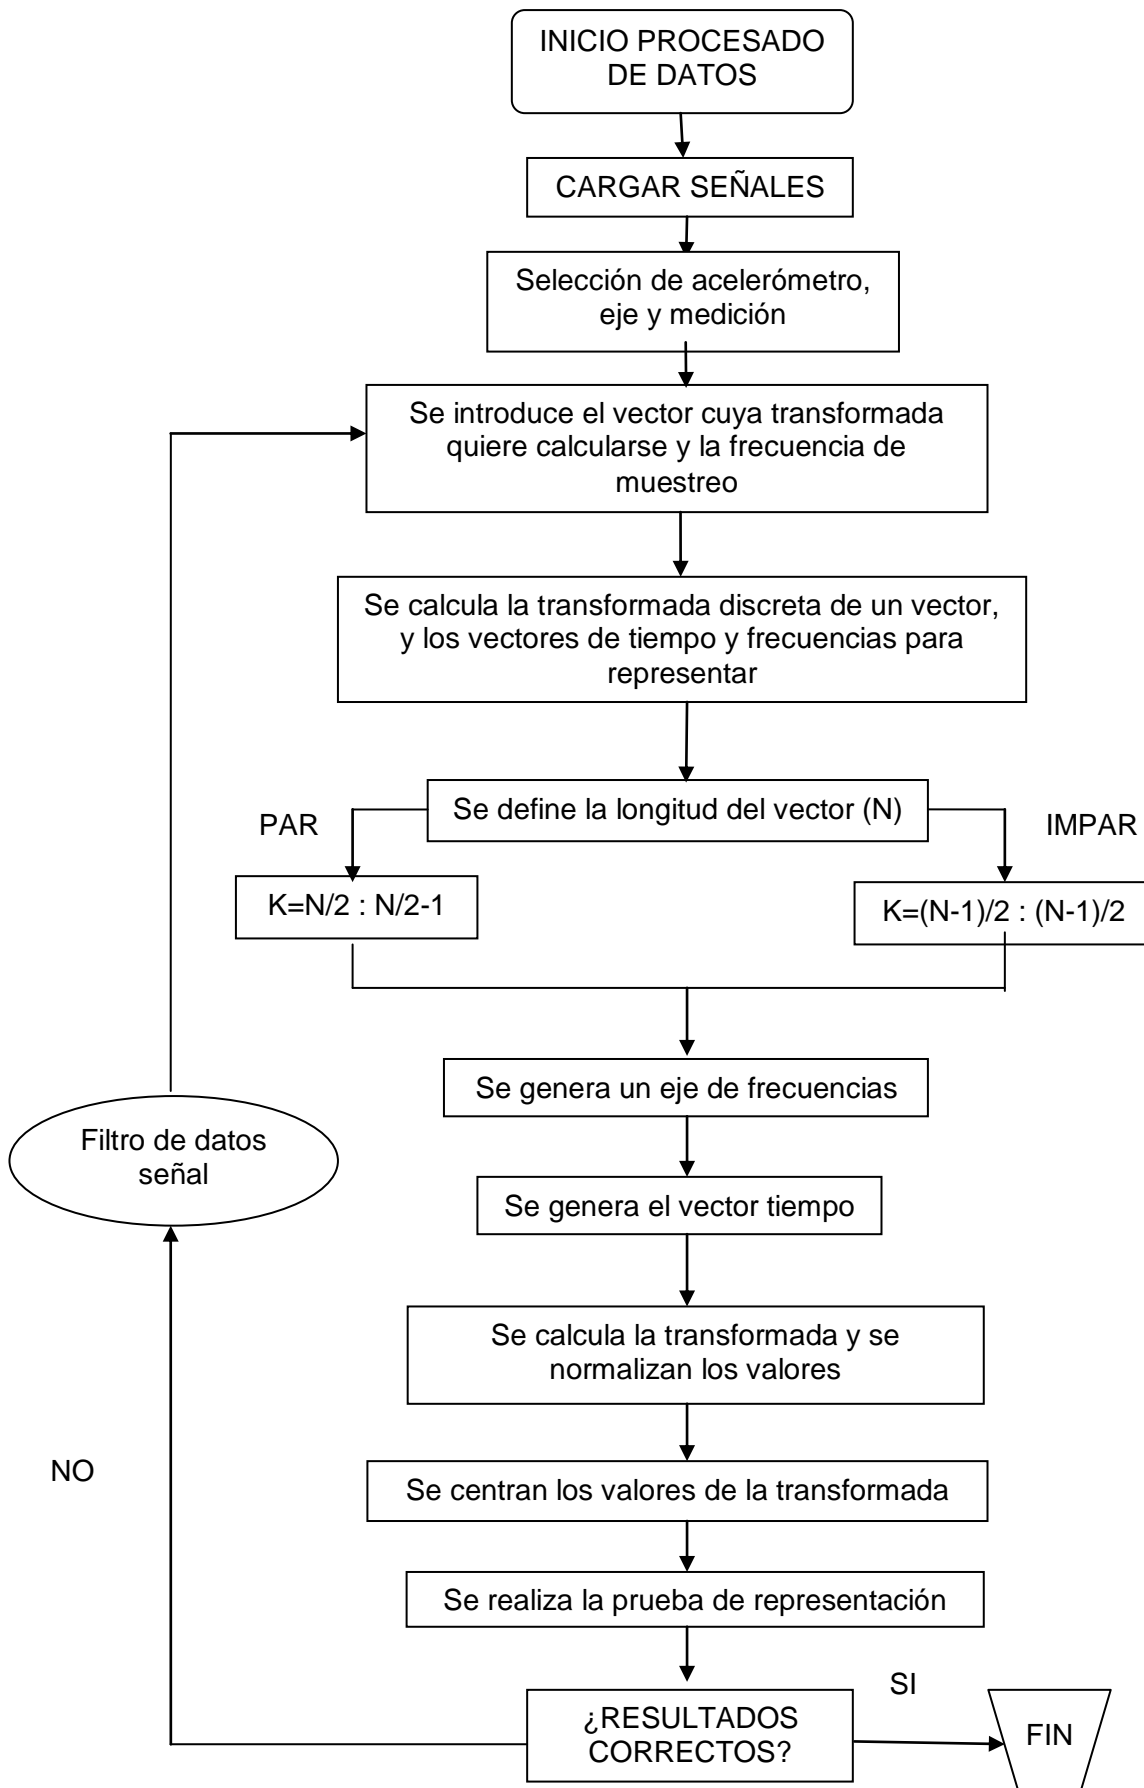 INICIO PROCESADO
DE DATOS
CARGAR SEÑALES
Selección de acelerómetro,
eje y medición
Se introduce el vector cuya transformada
quiere calcularse y la frecuencia de
muestreo
Se calcula la transformada discreta de un vector,
y los vectores de tiempo y frecuencias para
representar
Se define la longitud del vector (N)
PAR
IMPAR
K=N/2 : N/2-1
K=(N-1)/2 : (N-1)/2
Se genera un eje de frecuencias
Filtro de datos
señal
Se genera el vector tiempo
Se calcula la transformada y se
normalizan los valores
NO
Se centran los valores de la transformada
Se realiza la prueba de representación
SI
¿RESULTADOS
CORRECTOS?
FIN